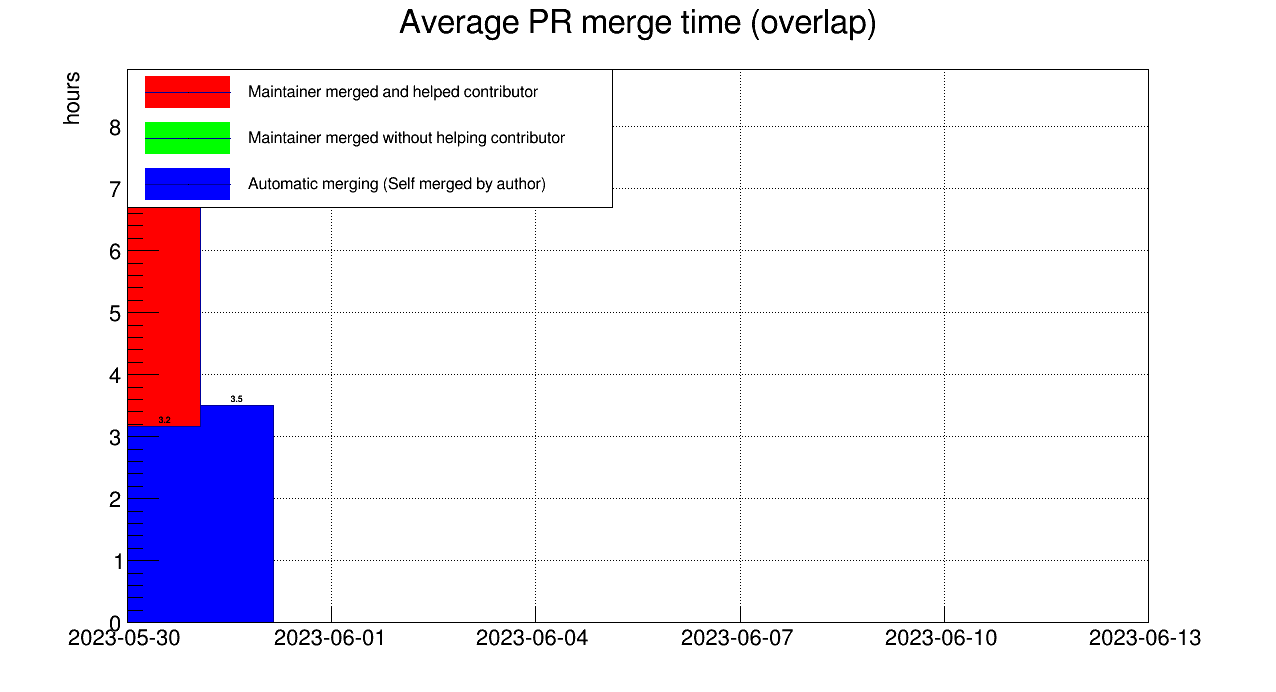 Average PR merge time (overlap)
hours
Maintainer merged and helped contributor
Maintainer merged without helping contributor
Automatic merging (Self merged by author)
8
7
6
5
4
3
2
1
0
3.2
3.5
2023-05-30 2023-06-01 2023-06-04 2023-06-07 2023-06-10 2023-06-13